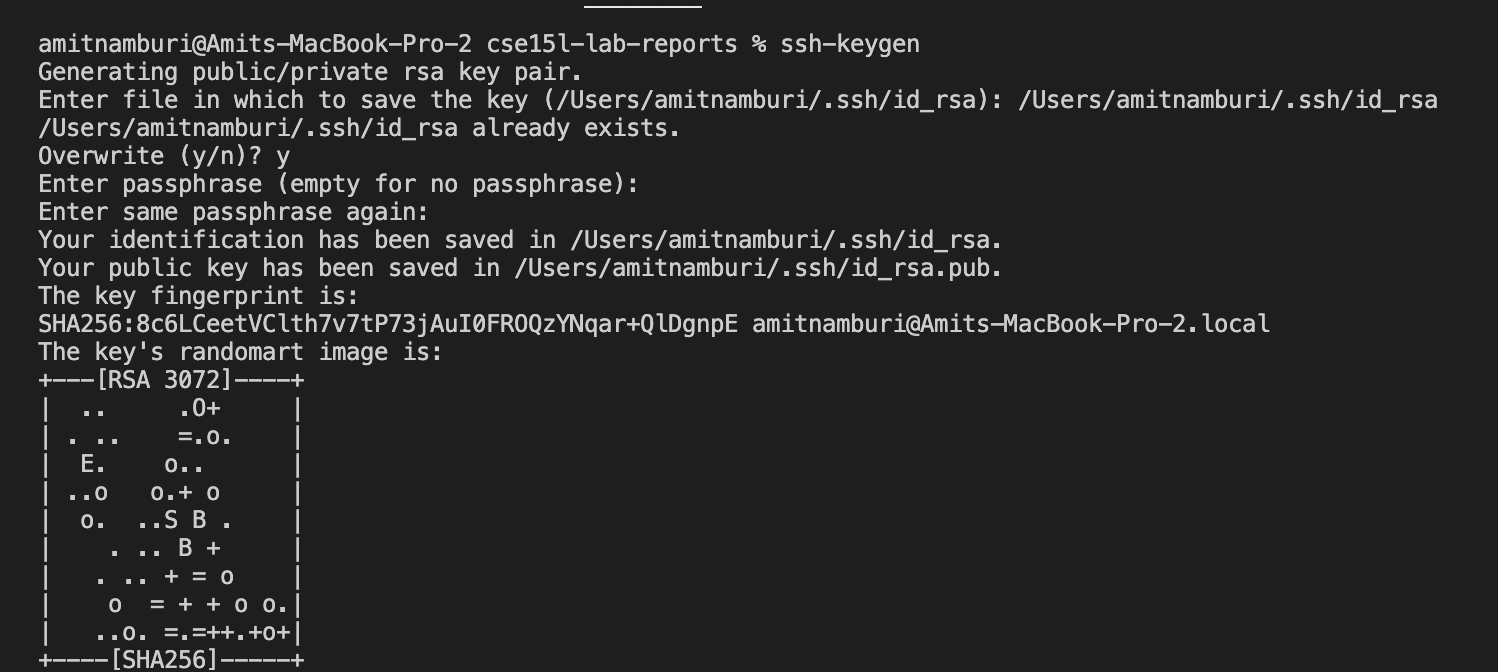 amitnamburi@Amits-MacBook-Pro-2 cse15l-lab-reports % ssh-keygen
Generating public/private rsa key pair.
Enter file in which to save the key (/Users/amitnamburi/.ssh/id_rsa): /Users/amitnamburi/.ssh/id_rsa
/Users/amitnamburi/.ssh/id_rsa already exists.
Overwrite (y/n)? y
Enter passphrase (empty for no passphrase):
Enter same passphrase again:
Your identification has been saved in /Users/amitnamburi/.ssh/id_rsa.
Your public key has been saved in /Users/amitnamburi/.ssh/id_rsa.pub.
The key fingerprint is:
SHA256:8c6LCeetVClth7v7tP73jAuI0FROQzYNqar+QlDgnpE amitnamburi@Amits-MacBook-Pro-2.local
The key's randomart image is:
+---[RSA 3072]----+
|  ..     .O+     |
| . ..    =.o.    |
|  E.    o..      |
| ..o   o.+ o     |
|  o.  ..S B .    |
|    . .. B +     |
|   . .. + = o    |
|    o  = + + o o.|
|   ..o. =.=++.+o+|
+----[SHA256]-----+